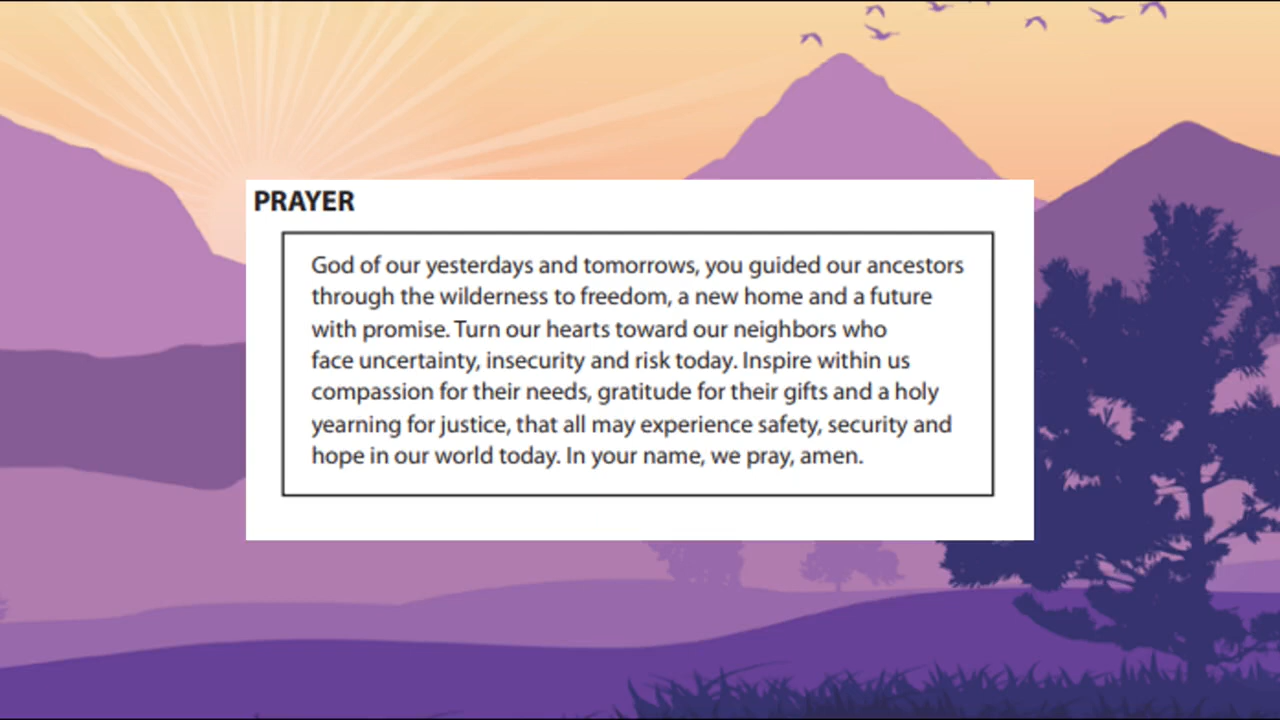 PRAYER
God of our yesterdays and tomorrows, you guided our ancestors
through the wilderness to freedom, a new home and a future
with promise. Turn our hearts toward our neighbors who
face uncertainty, insecurity and risk today. Inspire within us
compassion for their needs, gratitude for their gifts and a holy
yearning for justice, that all may experience safety, security and
hope in our world today. In your name, we pray, amen.